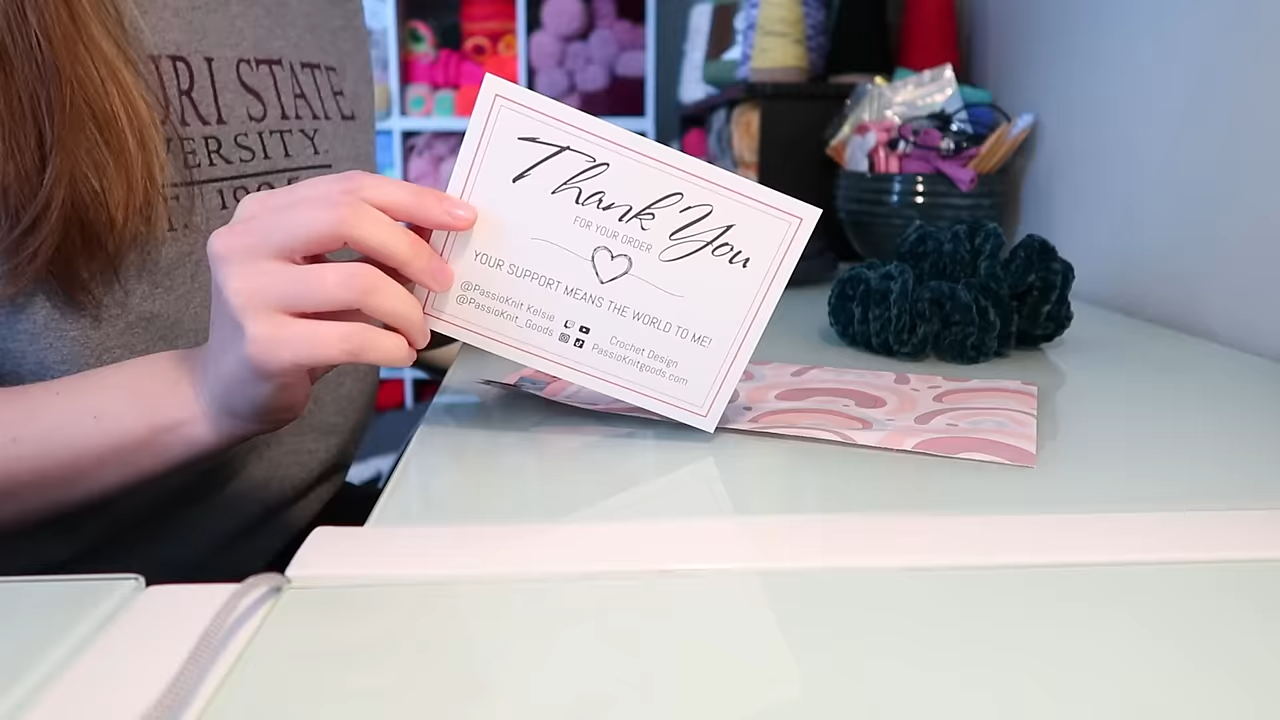 URI STATE
VERSITY.
Thank You
FOR YOUR ORDER
YOUR SUPPORT MEANS THE WORLD TO ME!
@PassioKnit Kelsie
@PassioKnit_Goods
Crochet Design
PassioKnitgoods.com